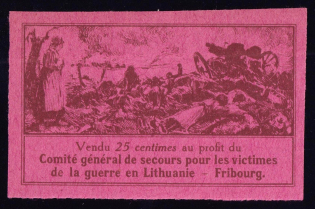 Vendu 25 centimes au profit du
Comité général de secours pour les victimes
de la guerre en Lithuanie - Fribourg.